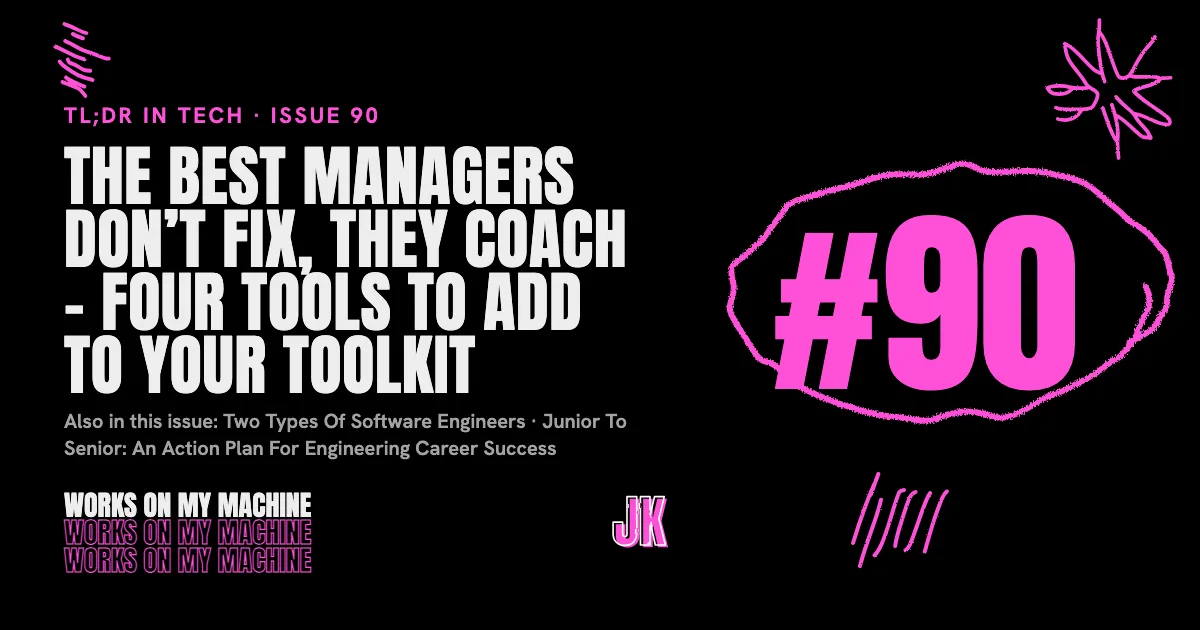 TL;DR IN TECH · ISSUE 90
THE BEST MANAGERS
DON’T FIX, THEY COACH
- FOUR TOOLS TO ADD
TO YOUR TOOLKIT
Also in this issue: Two Types Of Software Engineers · Junior To
Senior: An Action Plan For Engineering Career Success
WORKS ON MY MACHINE
WORKS ON MY MACHINE
WORKS ON MY MACHINE
JK
#90